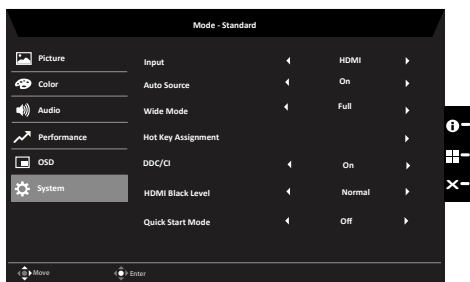 Mode - Standard
Picture
Color
Audio
Performance
OSD
System
Input HDMI
Auto Source On
Wide Mode Full
Hot Key Assignment
DDC/CI On
HDMI Black Level Normal
Quick Start Mode Off
Move Enter